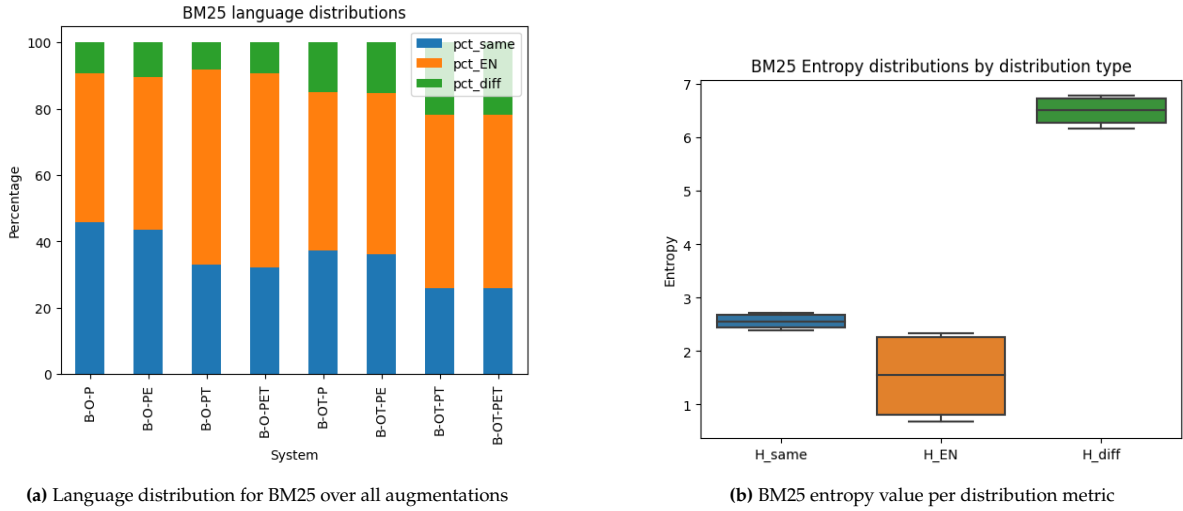 BM25 language distributions
100
80
60
40
20
0
Percentage
pct_same
pct_EN
pct_diff
B-O-P
B-O-PE
B-O-PT
B-O-PET
B-OT-P
B-OT-PE
B-OT-PT
B-OT-PET
System
(a) Language distribution for BM25 over all augmentations
BM25 Entropy distributions by distribution type
7
6
5
4
3
2
1
Entropy
H_same
H_EN
H_diff
(b) BM25 entropy value per distribution metric